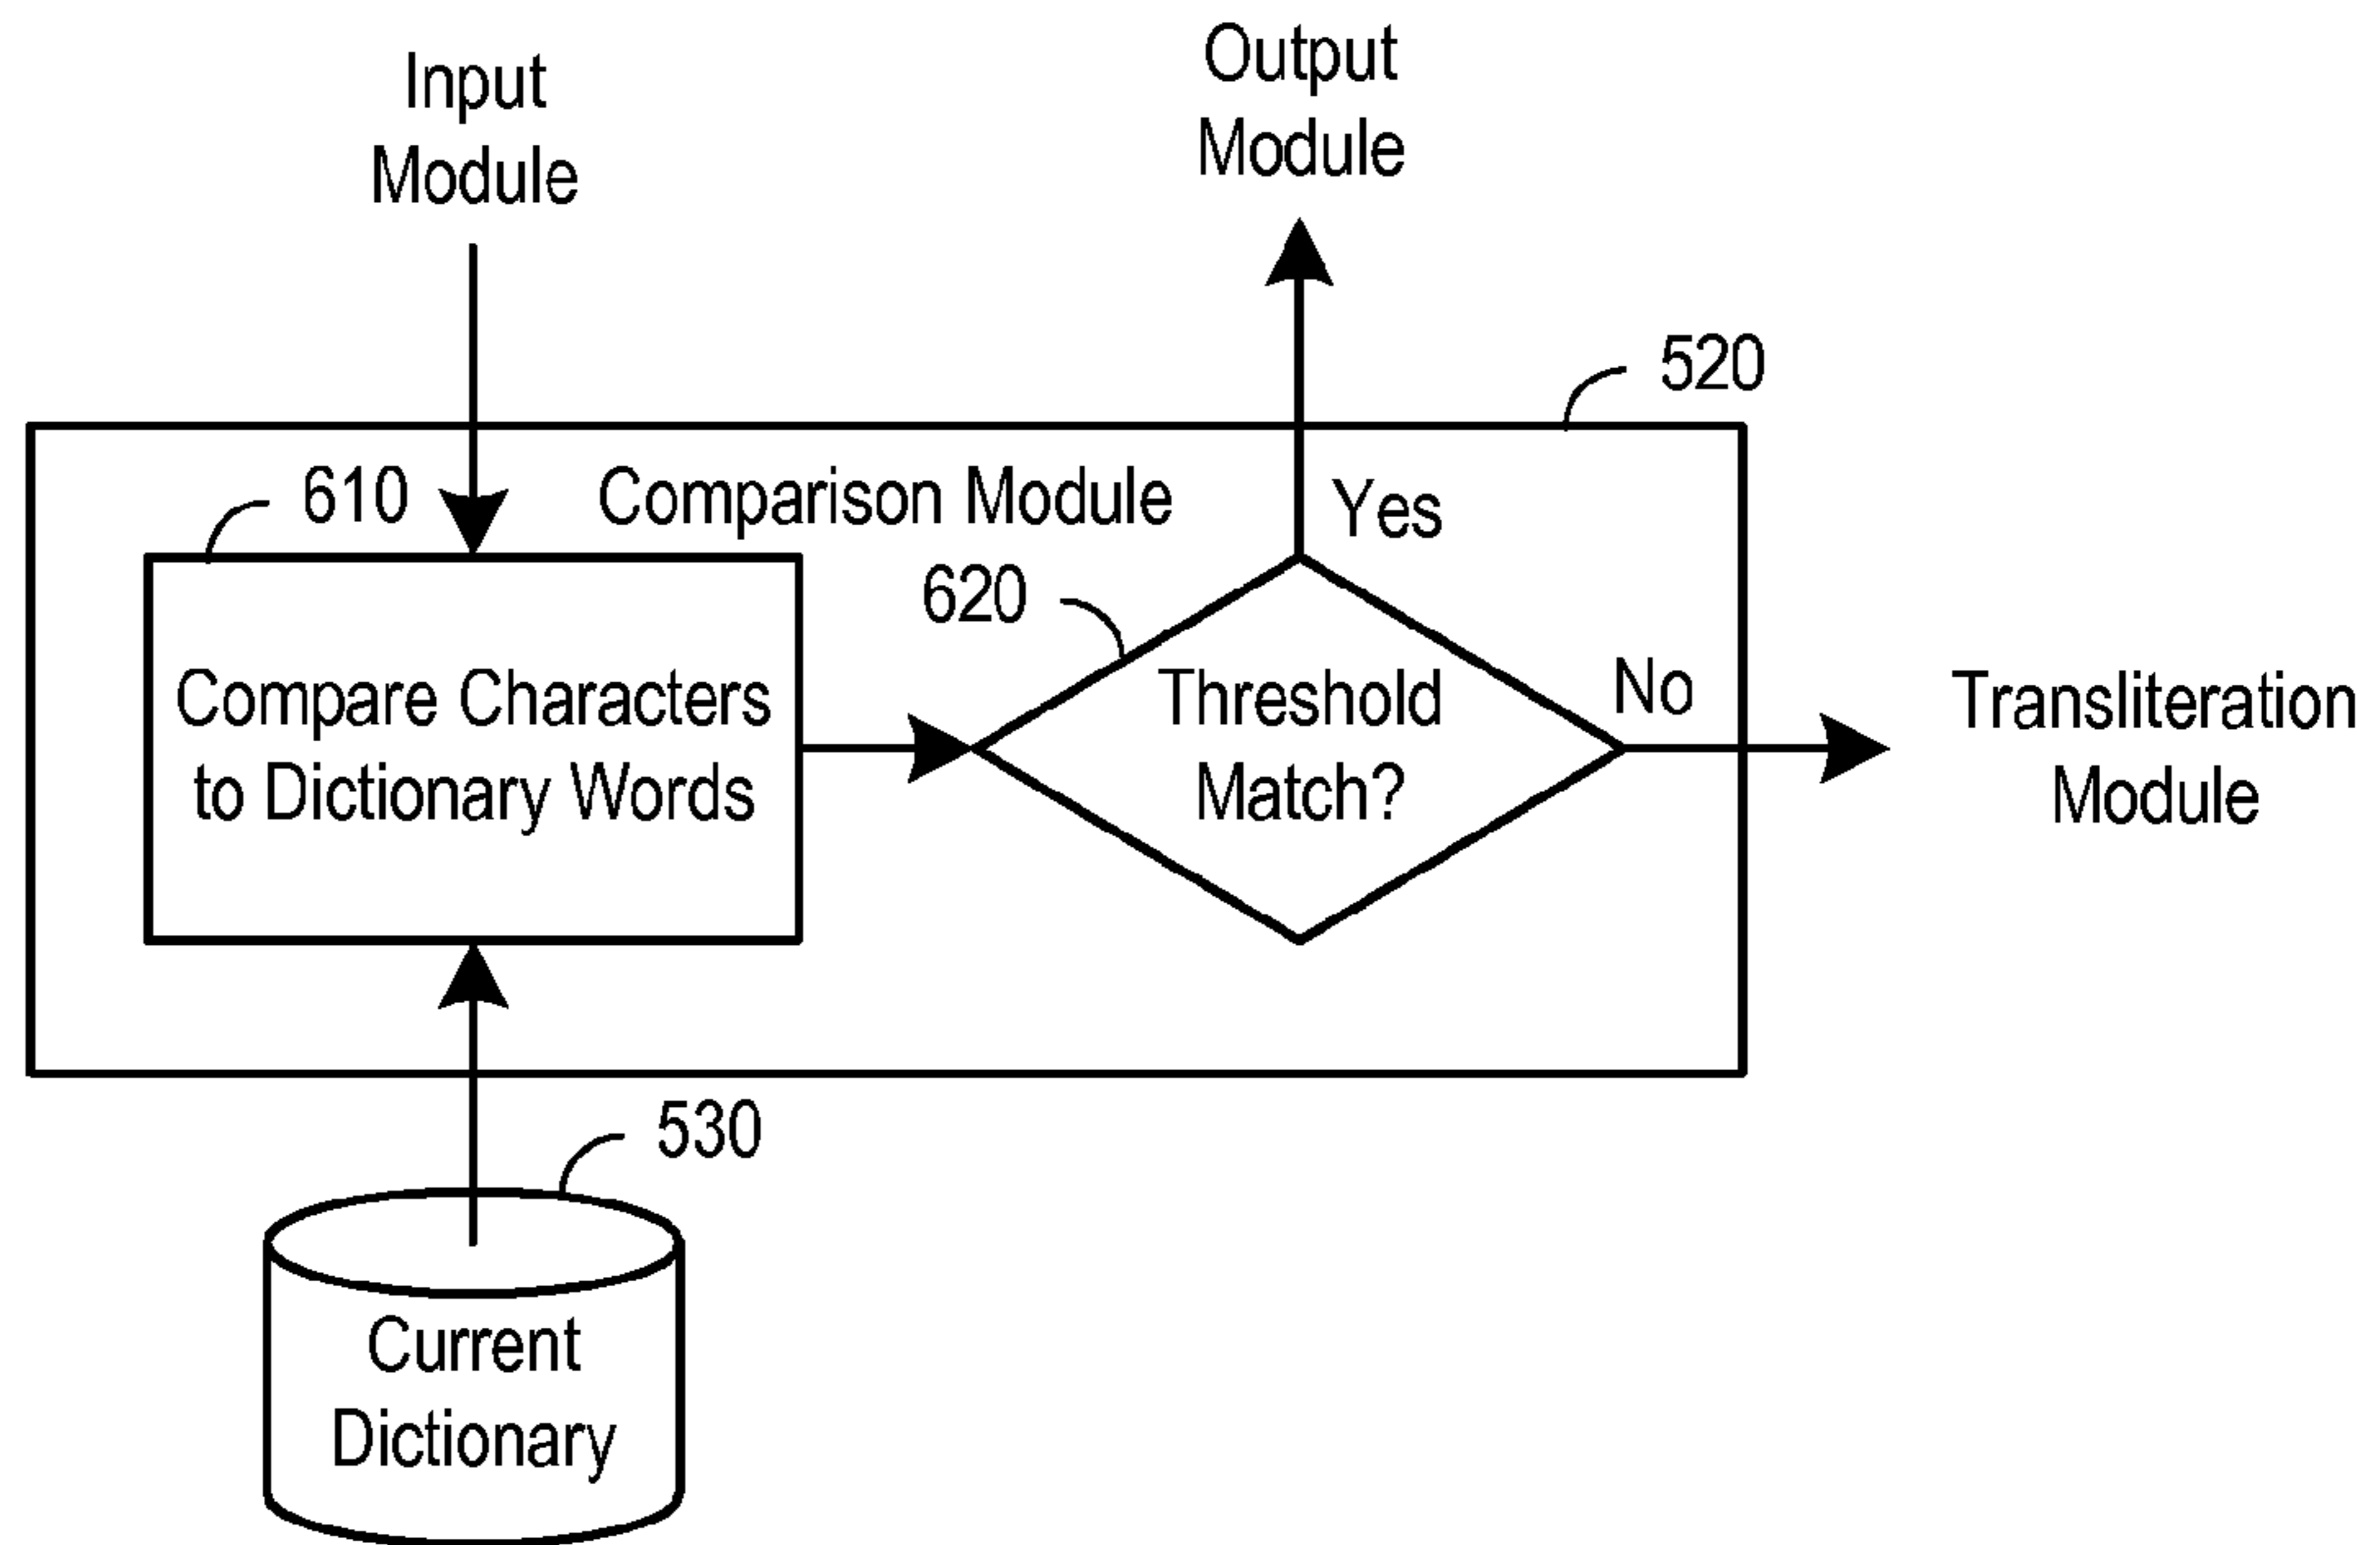 Input
Module
Output
Module
520
610
Comparison Module
Yes
620
Compare Characters
to Dictionary Words
Threshold
Match?
No
Transliteration
Module
530
Current
Dictionary